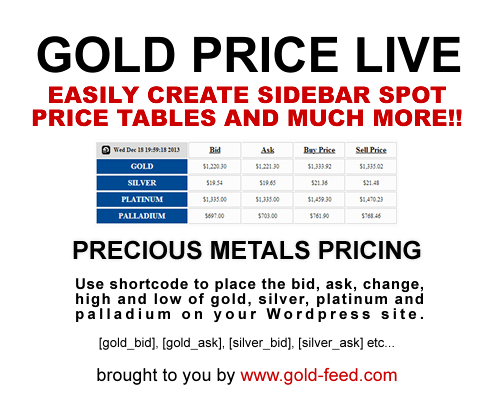 GOLD PRICE LIVE
EASILY CREATE SIDEBAR SPOT
PRICE TABLES AND MUCH MORE!!
Wed Dec 18 19:59:18 2013 Bid Ask Buy Price Sell Price
GOLD $1,220.30 $1,221.30 $1,333.92 $1,335.02
SILVER $19.54 $19.65 $21.36 $21.48
PLATINUM $1,335.00 $1,335.00 $1,459.30 $1,470.23
PALLADIUM $697.00 $703.00 $761.90 $768.46
PRECIOUS METALS PRICING
Use shortcode to place the bid, ask, change,
high and low of gold, silver, platinum and
palladium on your Wordpress site.
[gold_bid], [gold_ask], [silver_bid], [silver_ask] etc...
brought to you by www.gold-feed.com